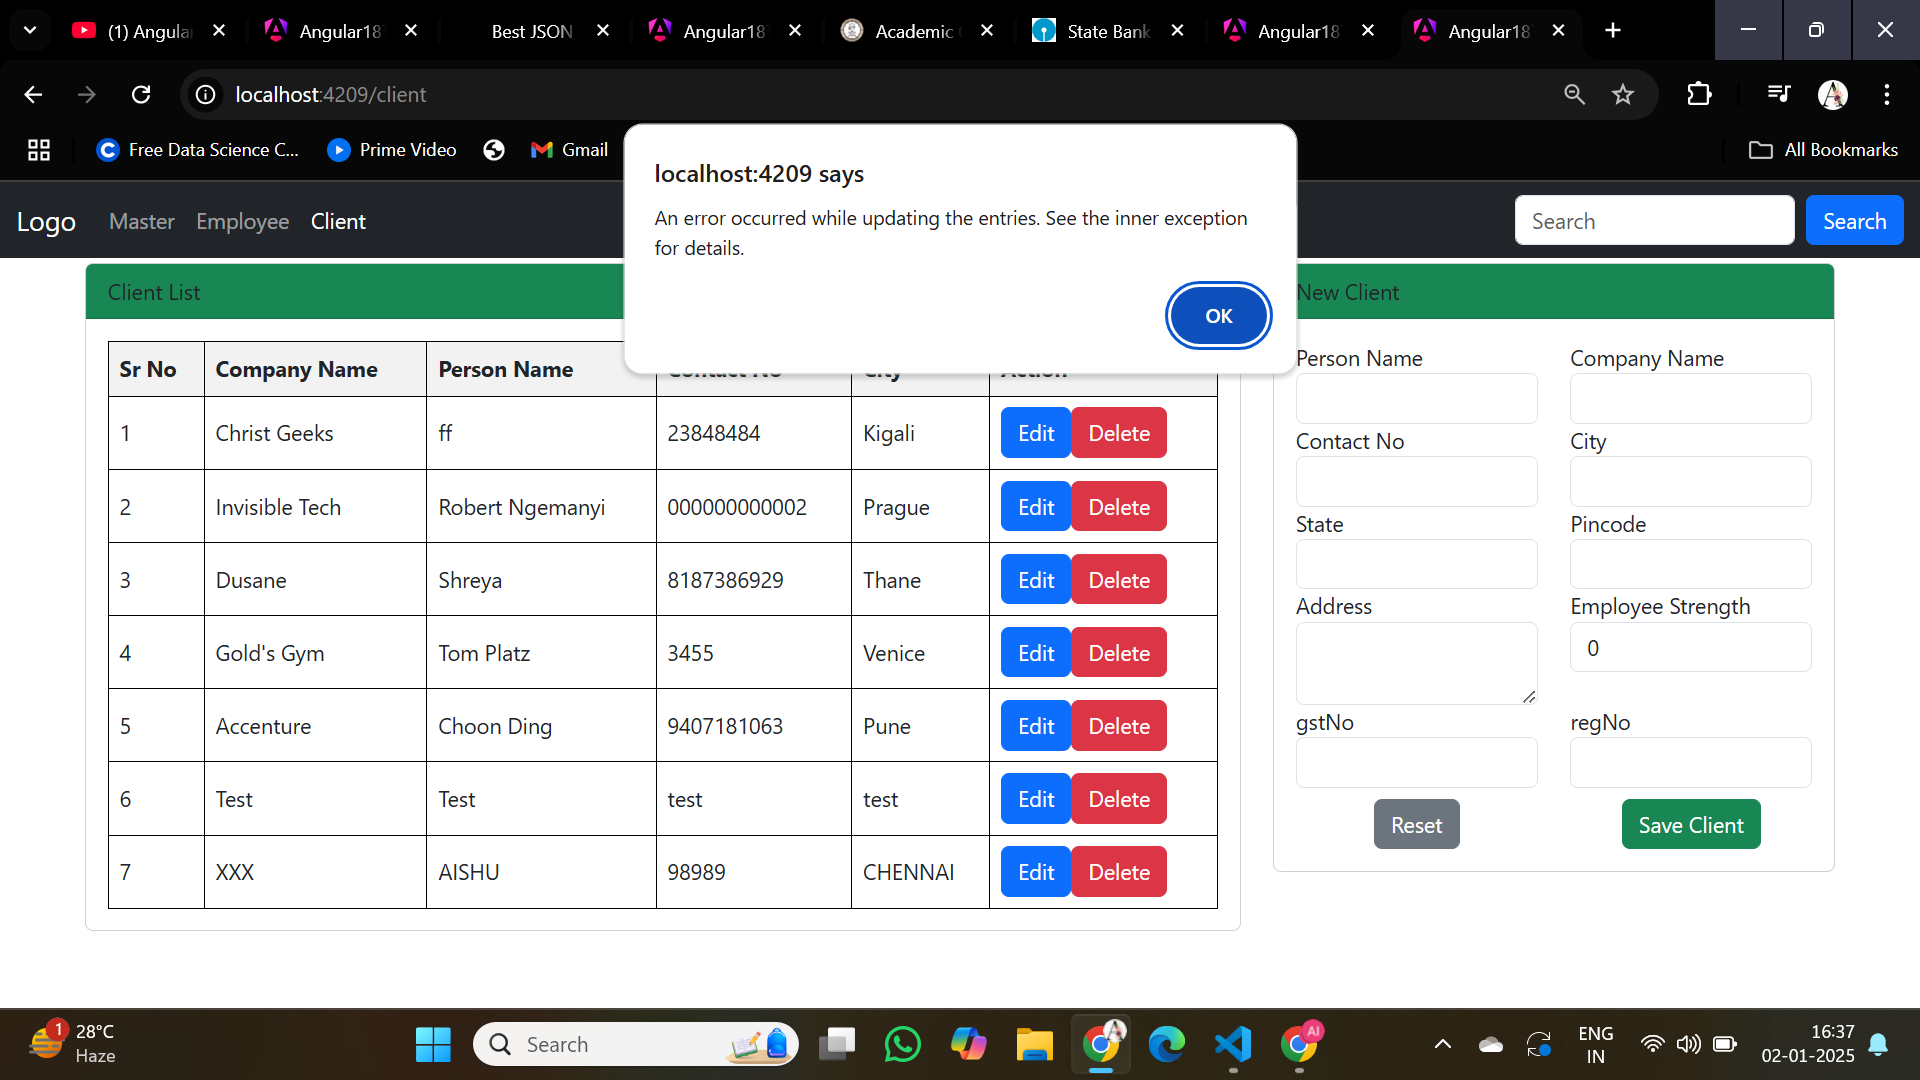 (1) Angular
Angular18
Best JSON
Angular18
Academic
State Bank
Angular18
Angular18
localhost:4209/client
Free Data Science C...
Prime Video
Gmail
All Bookmarks
localhost:4209 says
An error occurred while updating the entries. See the inner exception
for details.
OK
Logo Master Employee Client
Search Search
Client List
Sr No Company Name Person Name Contact No City Action
1 Christ Geeks ff 23848484 Kigali Edit Delete
2 Invisible Tech Robert Ngemanyi 000000000002 Prague Edit Delete
3 Dusane Shreya 8187386929 Thane Edit Delete
4 Gold's Gym Tom Platz 3455 Venice Edit Delete
5 Accenture Choon Ding 9407181063 Pune Edit Delete
6 Test Test test test Edit Delete
7 XXX AISHU 98989 CHENNAI Edit Delete
New Client
Person Name Company Name
Contact No City
State Pincode
Address Employee Strength
0
gstNo regNo
Reset Save Client
1
28°C
Haze
Search
AI
ENG
IN
16:37
02-01-2025